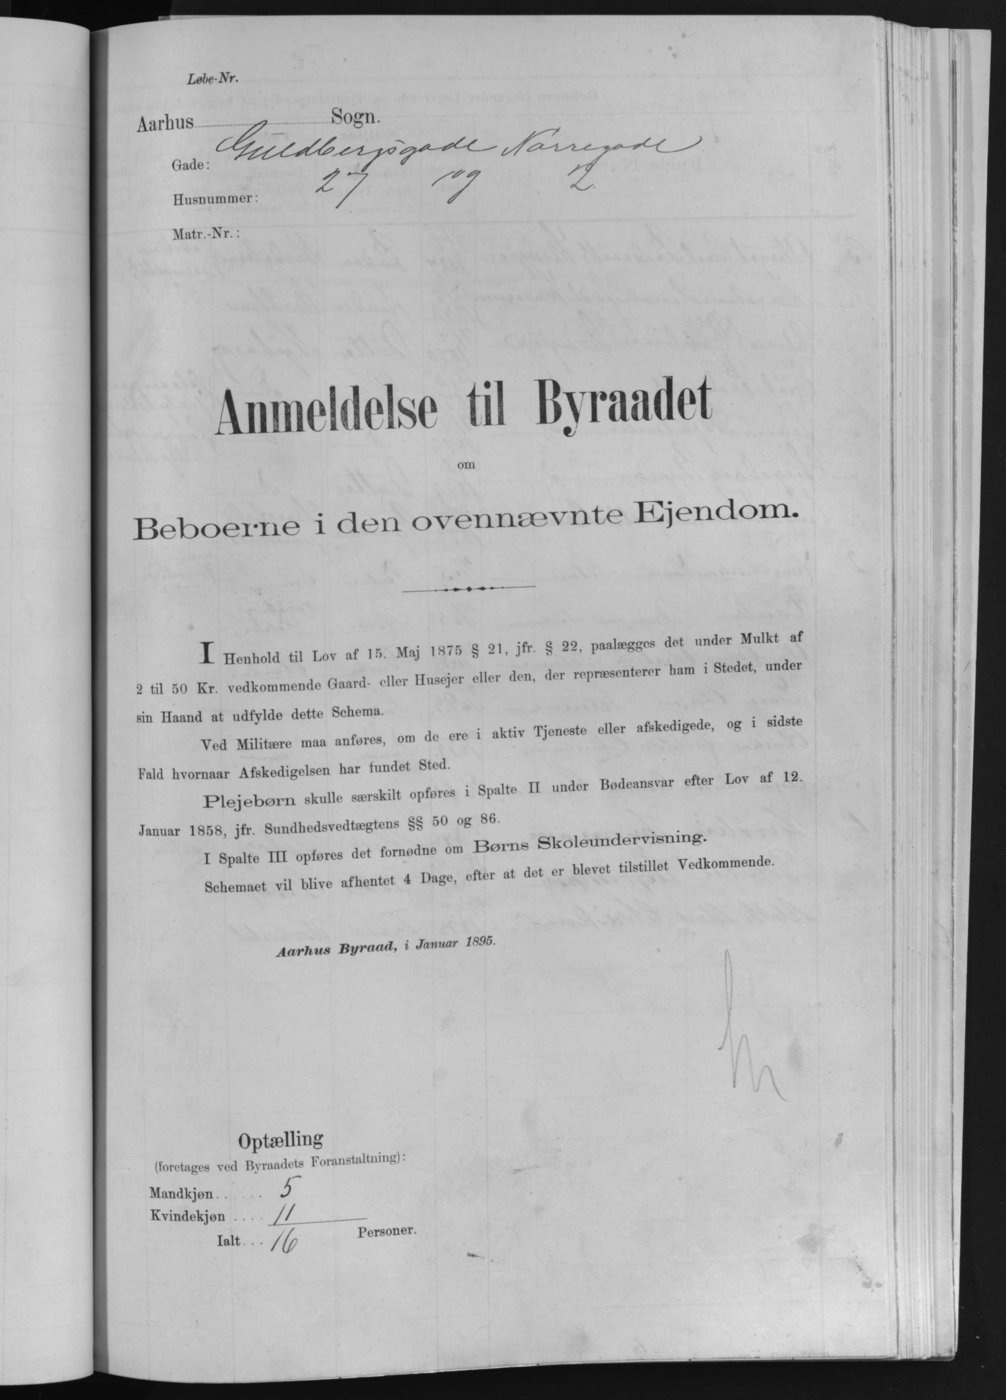 Løbe-Nr.
Aarhus Sogn.
Gade: Guldbergsgade Nørregade
Husnummer: 27 og 2
Matr.-Nr.:
Anmeldelse til Byraadet
om
Beboerne i den ovennævnte Ejendom.
I Henhold til Lov af 15. Maj 1875 § 21, jfr. § 22, paalægges det under Mulkt af
2 til 50 Kr. vedkommende Gaard- eller Husejer eller den, der repræsenterer ham i Stedet, under
sin Haand at udfylde dette Schema.
Ved Militære maa anføres, om de ere i aktiv Tjeneste eller afskedigede, og i sidste
Fald hvornaar Afskedigelsen har fundet Sted.
Plejebørn skulle særskilt opføres i Spalte II under Bødeansvar efter Lov af 12.
Januar 1858, jfr. Sundhedsvedtægtens §§ 50 og 86.
I Spalte III opføres det fornødne om Børns Skoleundervisning.
Schemaet vil blive afhentet 4 Dage, efter at det er blevet tilstillet Vedkommende.
Aarhus Byraad, i Januar 1895.
Optælling
(foretages ved Byraadets Foranstaltning):
Mandkjøn..... 5
Kvindekjøn .... 11
Ialt... 16 Personer.